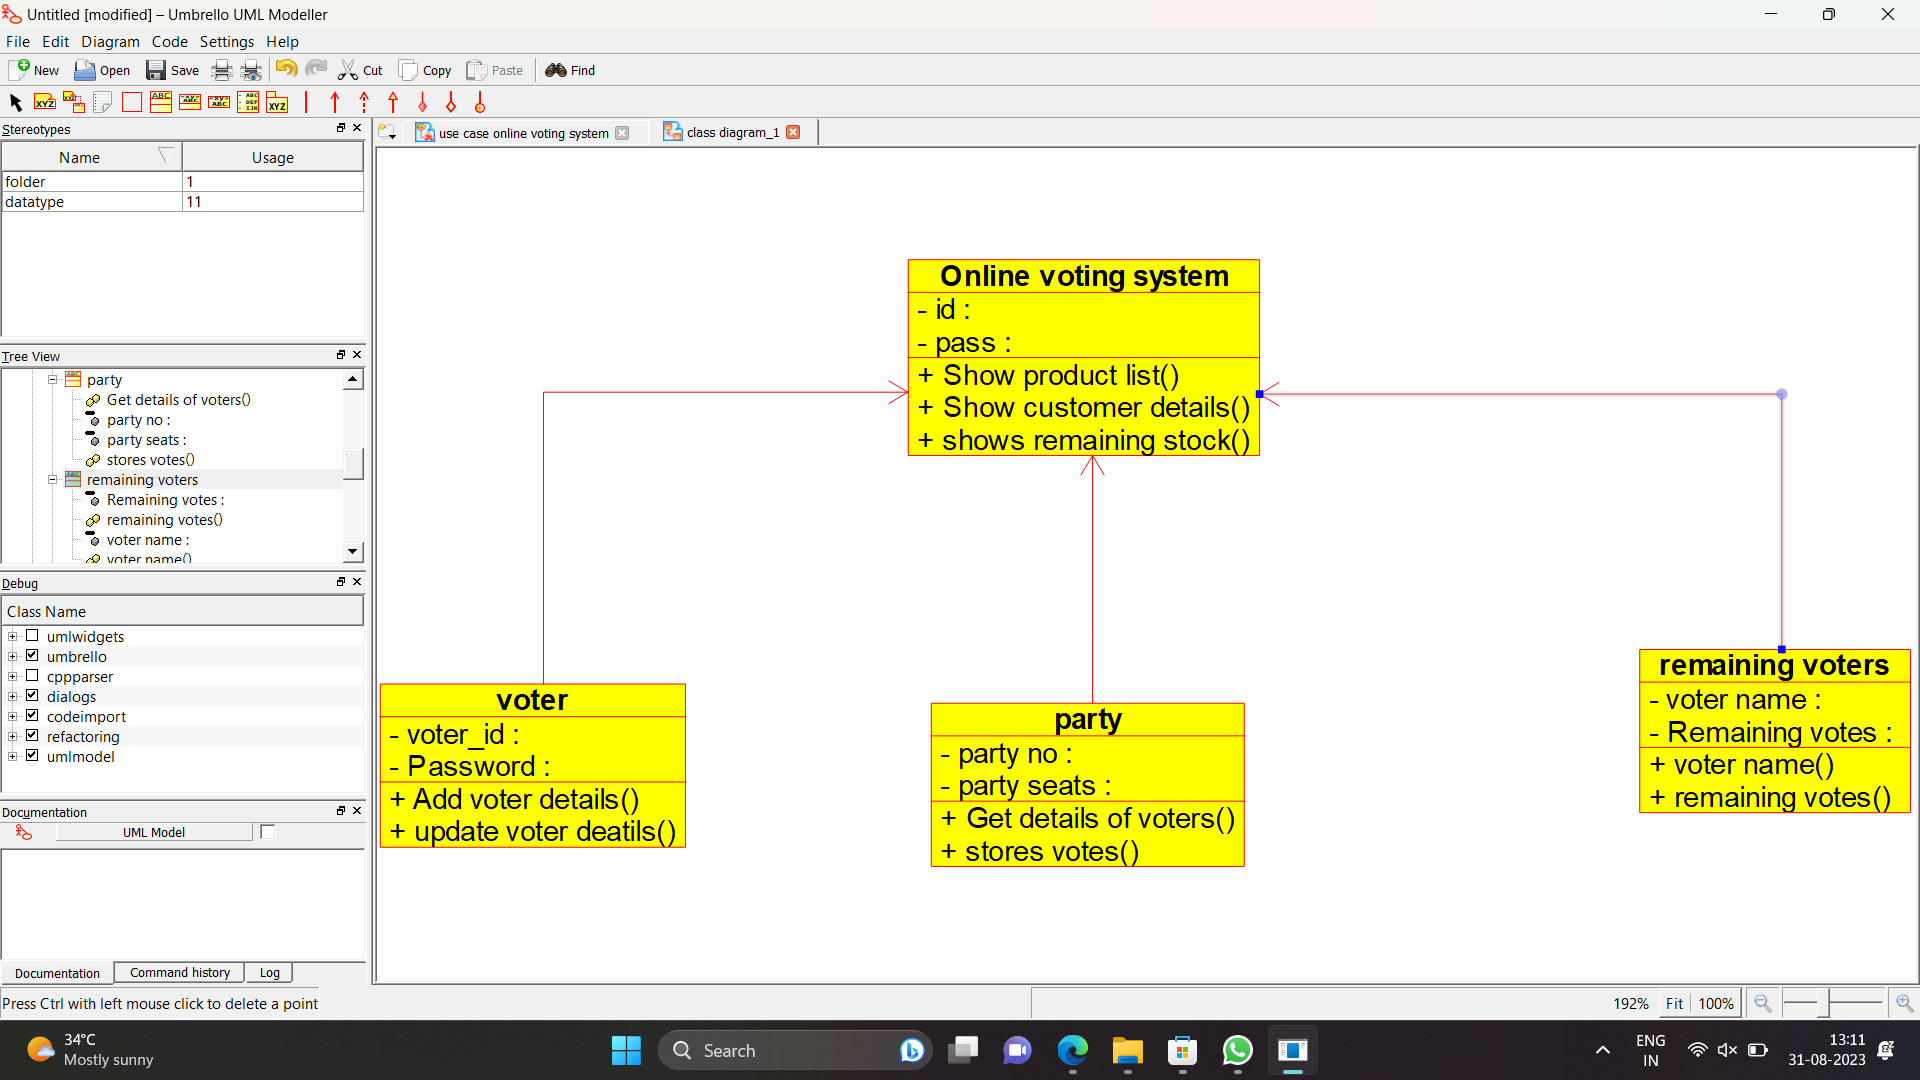 Untitled [modified] – Umbrello UML Modeller
File Edit Diagram Code Settings Help
New Open Save Cut Copy Paste Find
Stereotypes
Name Usage
folder 1
datatype 11
Tree View
party
Get details of voters()
party no :
party seats :
stores votes()
remaining voters
Remaining votes :
remaining votes()
voter name :
voter name()
Debug
Class Name
umlwidgets
umbrello
cppparser
dialogs
codeimport
refactoring
umlmodel
Documentation
UML Model
Documentation Command history Log
Press Ctrl with left mouse click to delete a point
use case online voting system class diagram_1
Online voting system
- id :
- pass :
+ Show product list()
+ Show customer details()
+ shows remaining stock()
voter
- voter_id :
- Password :
+ Add voter details()
+ update voter deatils()
party
- party no :
- party seats :
+ Get details of voters()
+ stores votes()
remaining voters
- voter name :
- Remaining votes :
+ voter name()
+ remaining votes()
192% Fit 100%
34°C
Mostly sunny
Search
ENG
IN
13:11
31-08-2023